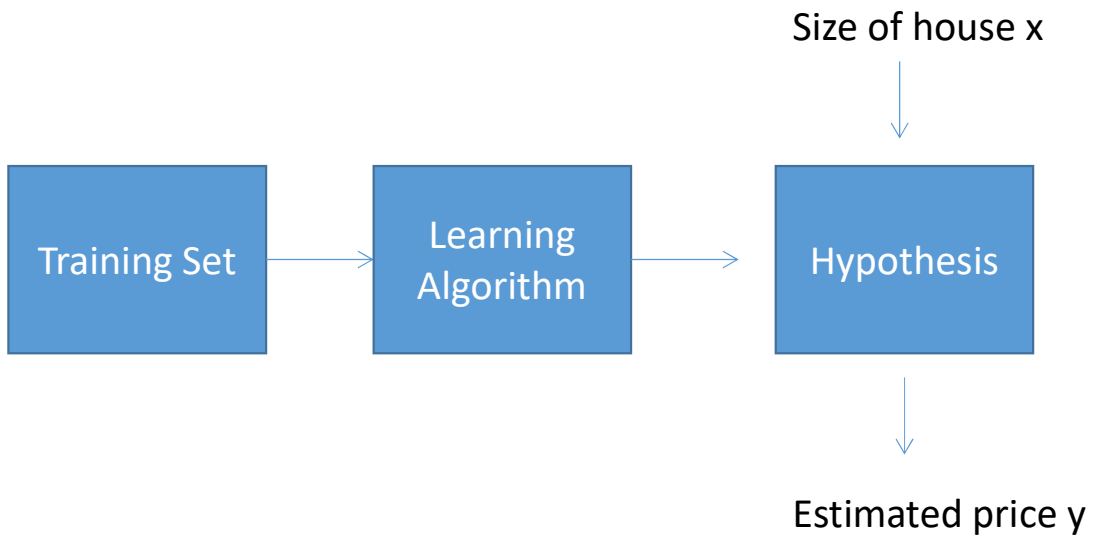 Size of house x
Training Set
Learning
Algorithm
Hypothesis
Estimated price y